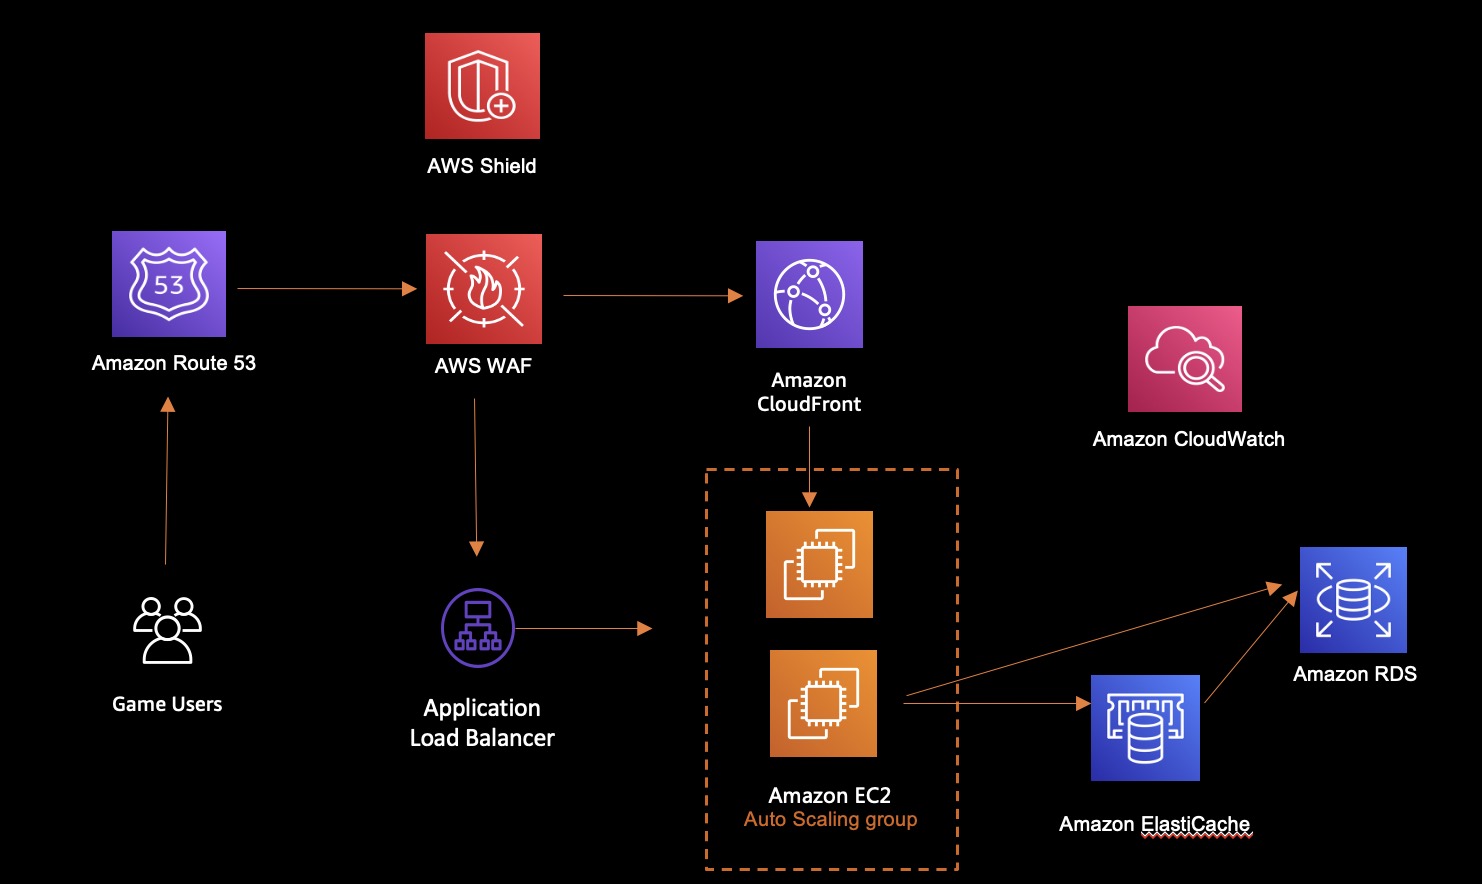 AWS Shield
53
Amazon Route 53
AWS WAF
Amazon
CloudFront
Amazon CloudWatch
Game Users
Application
Load Balancer
Amazon EC2
Auto Scaling group
Amazon RDS
Amazon ElastiCache